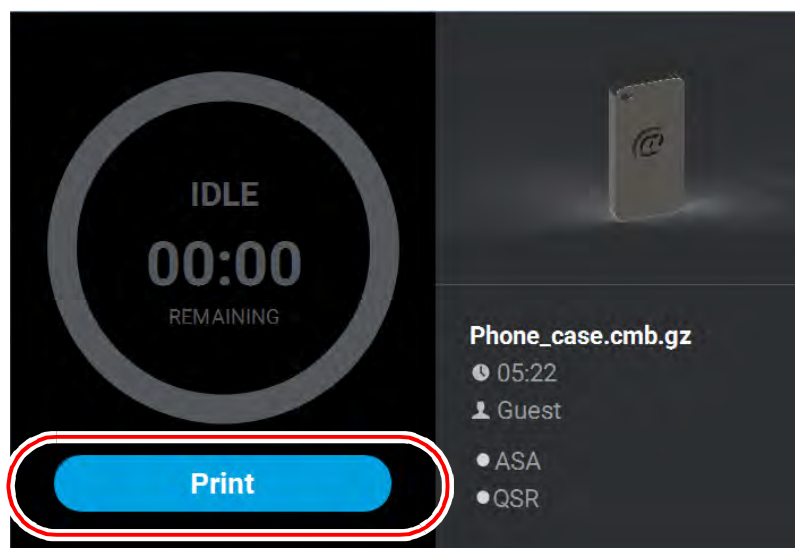 IDLE
00:00
REMAINING
Print
@
Phone_case.cmb.gz
05:22
Guest
ASA
QSR